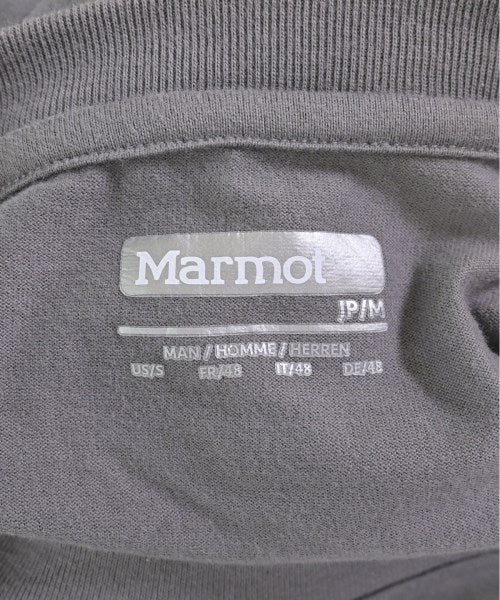 Marmot
JP/M
MAN / HOMME / HERREN
US/S FR/48 IT/48 DE/48